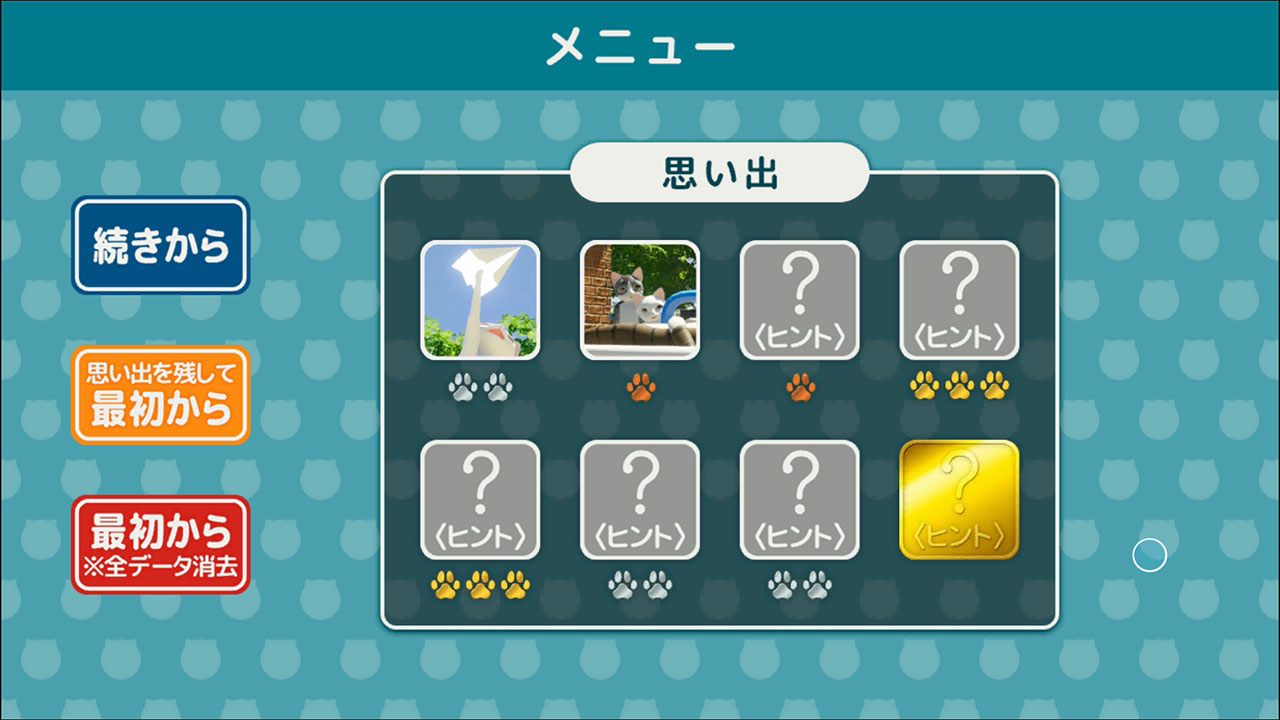 メニュー
思い出
続きから
思い出を残して
最初から
最初から
※全データ消去
?
〈ヒント〉
?
〈ヒント〉
?
〈ヒント〉
?
〈ヒント〉
?
〈ヒント〉
?
〈ヒント〉